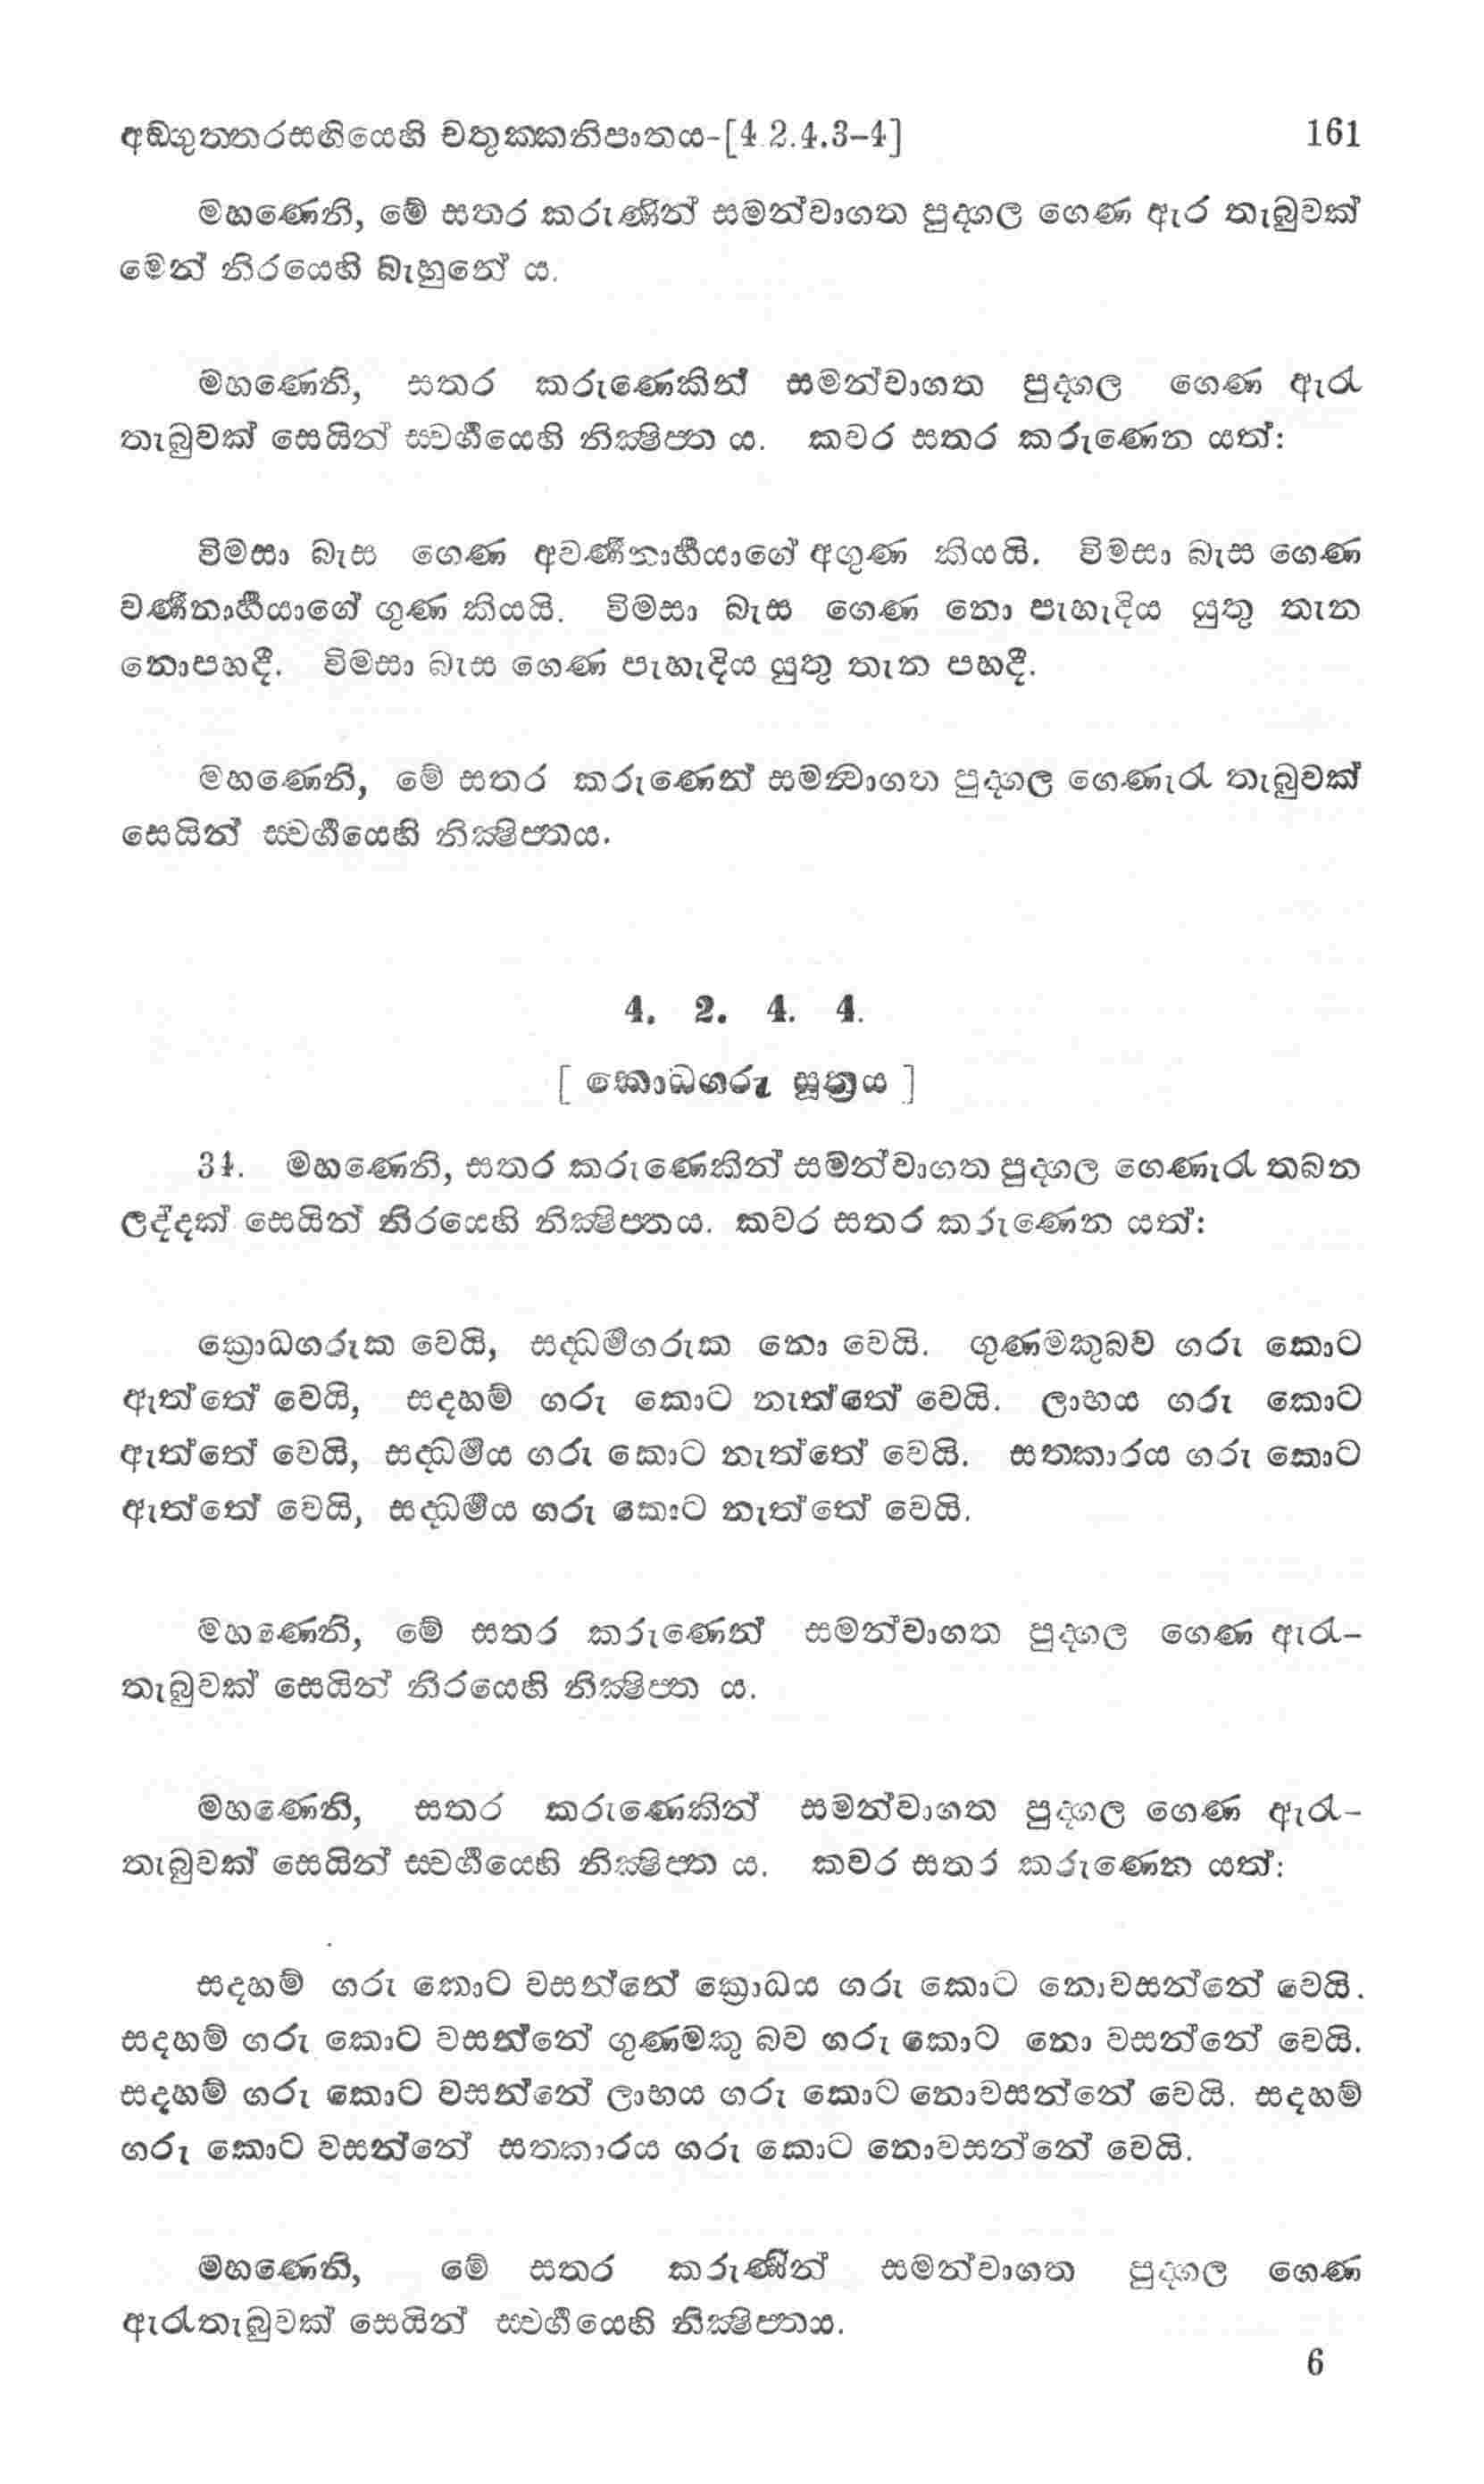 අඞ්ගුත්තරසඟියෙහි චතුක්කනිපාතය-[4.2.4.3-4] 161
මහණෙනි, මේ සතර කරුණින් සමන්වාගත පුද්ගල ගෙණ ඇර තැබුවක්
මෙන් නිරයෙහි බැහුනේ ය.
මහණෙනි, සතර කරුණෙකින් සමන්වාගත පුද්ගල ගෙණ ඇරැ
තැබුවක් සෙයින් ස්වර්ගයෙහි නික්ෂිප්ත ය. කවර සතර කරුණෙන යත්:
විමසා බැස ගෙණ අවර්ණනාර්හයාගේ අගුණ කියයි. විමසා බැස ගෙණ
වර්ණනාර්හයාගේ ගුණ කියයි. විමසා බැස ගෙණ නො පැහැදිය යුතු තැන
නොපහදී. විමසා බැස ගෙණ පැහැදිය යුතු තැන පහදී.
මහණෙනි, මේ සතර කරුණෙන් සමන්වාගත පුද්ගල ගෙණැරැ තැබුවක්
සෙයින් ස්වර්ගයෙහි නික්ෂිප්තය.
4. 2. 4. 4.
[ කොධගරු සූත්‍රය ]
34. මහණෙනි, සතර කරුණෙකින් සමන්වාගත පුද්ගල ගෙණැරැ තබන
ලද්දක් සෙයින් නිරයෙහි නික්ෂිප්තය. කවර සතර කරුණෙන යත්:
ක්‍රොධගරුක වෙයි, සද්ධර්මගරුක නො වෙයි. ගුණමකුබව ගරු කොට
ඇත්තේ වෙයි, සදහම් ගරු කොට නැත්තේ වෙයි. ලාභය ගරු කොට
ඇත්තේ වෙයි, සද්ධර්මය ගරු කොට නැත්තේ වෙයි. සත්කාරය ගරු කොට
ඇත්තේ වෙයි, සද්ධර්මය ගරු කොට නැත්තේ වෙයි.
මහණෙනි, මේ සතර කරුණෙන් සමන්වාගත පුද්ගල ගෙණ ඇරැ-
තැබුවක් සෙයින් නිරයෙහි නික්ෂිප්ත ය.
මහණෙනි, සතර කරුණෙකින් සමන්වාගත පුද්ගල ගෙණ ඇරැ-
තැබුවක් සෙයින් ස්වර්ගයෙහි නික්ෂිප්ත ය. කවර සතර කරුණෙන යත්:
සදහම් ගරු කොට වසන්නේ ක්‍රොධය ගරු කොට නොවසන්නේ වෙයි.
සදහම් ගරු කොට වසන්නේ ගුණමකු බව ගරු කොට නො වසන්නේ වෙයි.
සදහම් ගරු කොට වසන්නේ ලාභය ගරු කොට නොවසන්නේ වෙයි. සදහම්
ගරු කොට වසන්නේ සත්කාරය ගරු කොට නොවසන්නේ වෙයි.
මහණෙනි, මේ සතර කරුණින් සමන්වාගත පුද්ගල ගෙණ
ඇරැතැබුවක් සෙයින් ස්වර්ගයෙහි නික්ෂිප්තය.
6